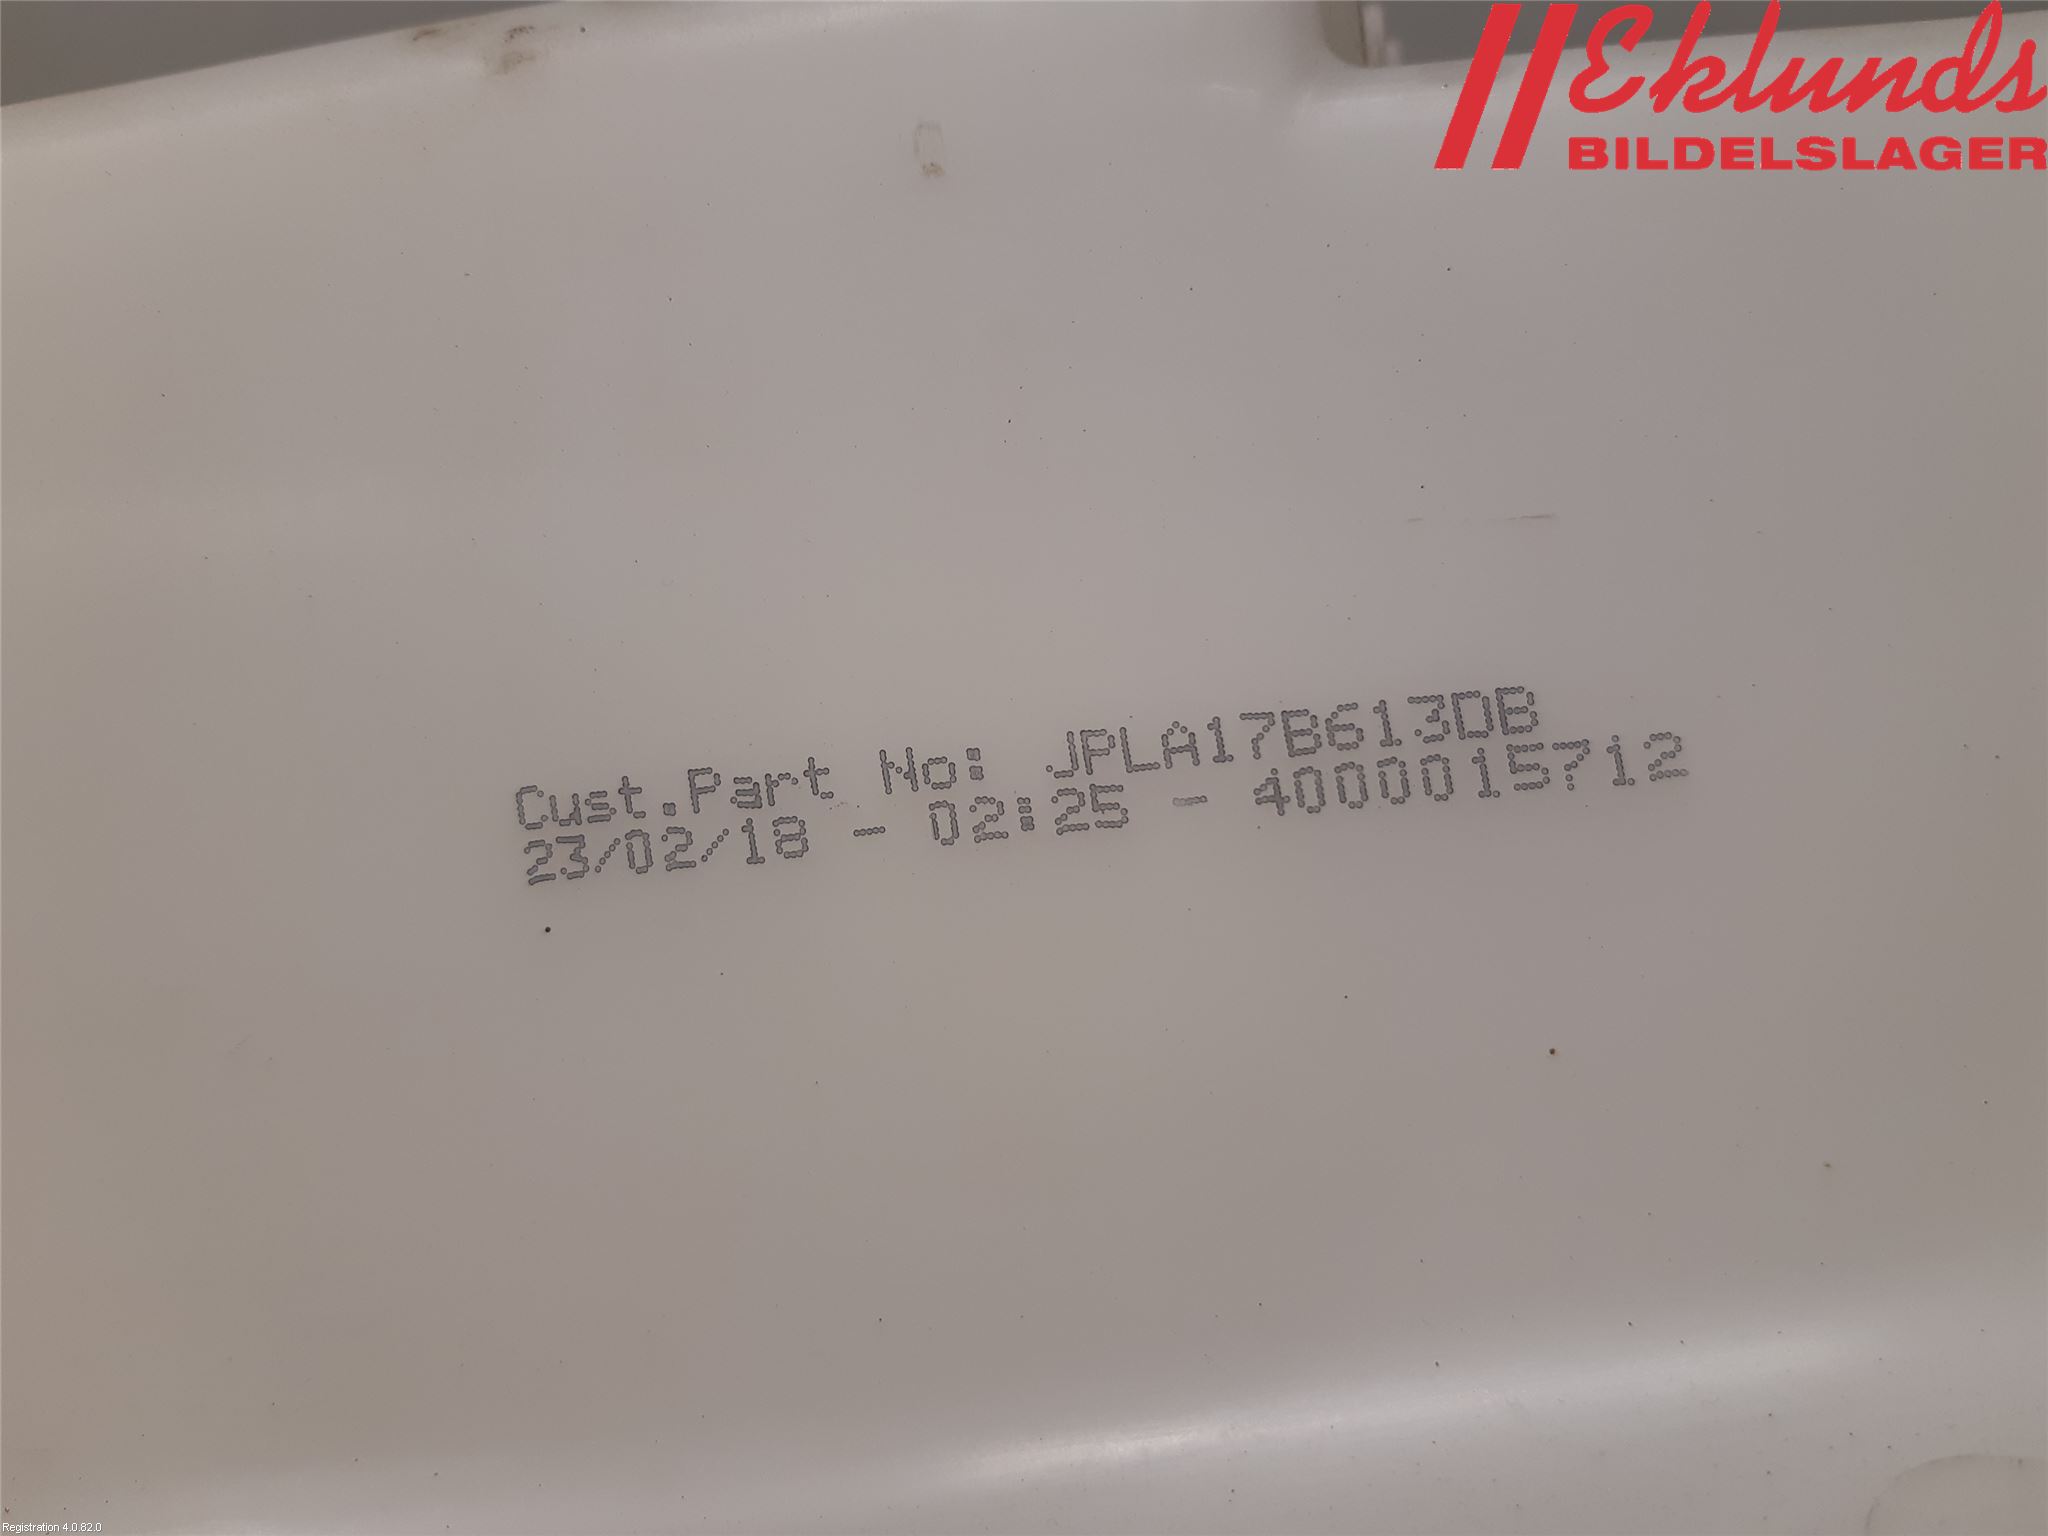 Eklunds
BILDELSLAGER
Cust.Part No: JPLA17B613DB
23/02/18 - 02:25 - 4000015712
Registration 4.0.82.0